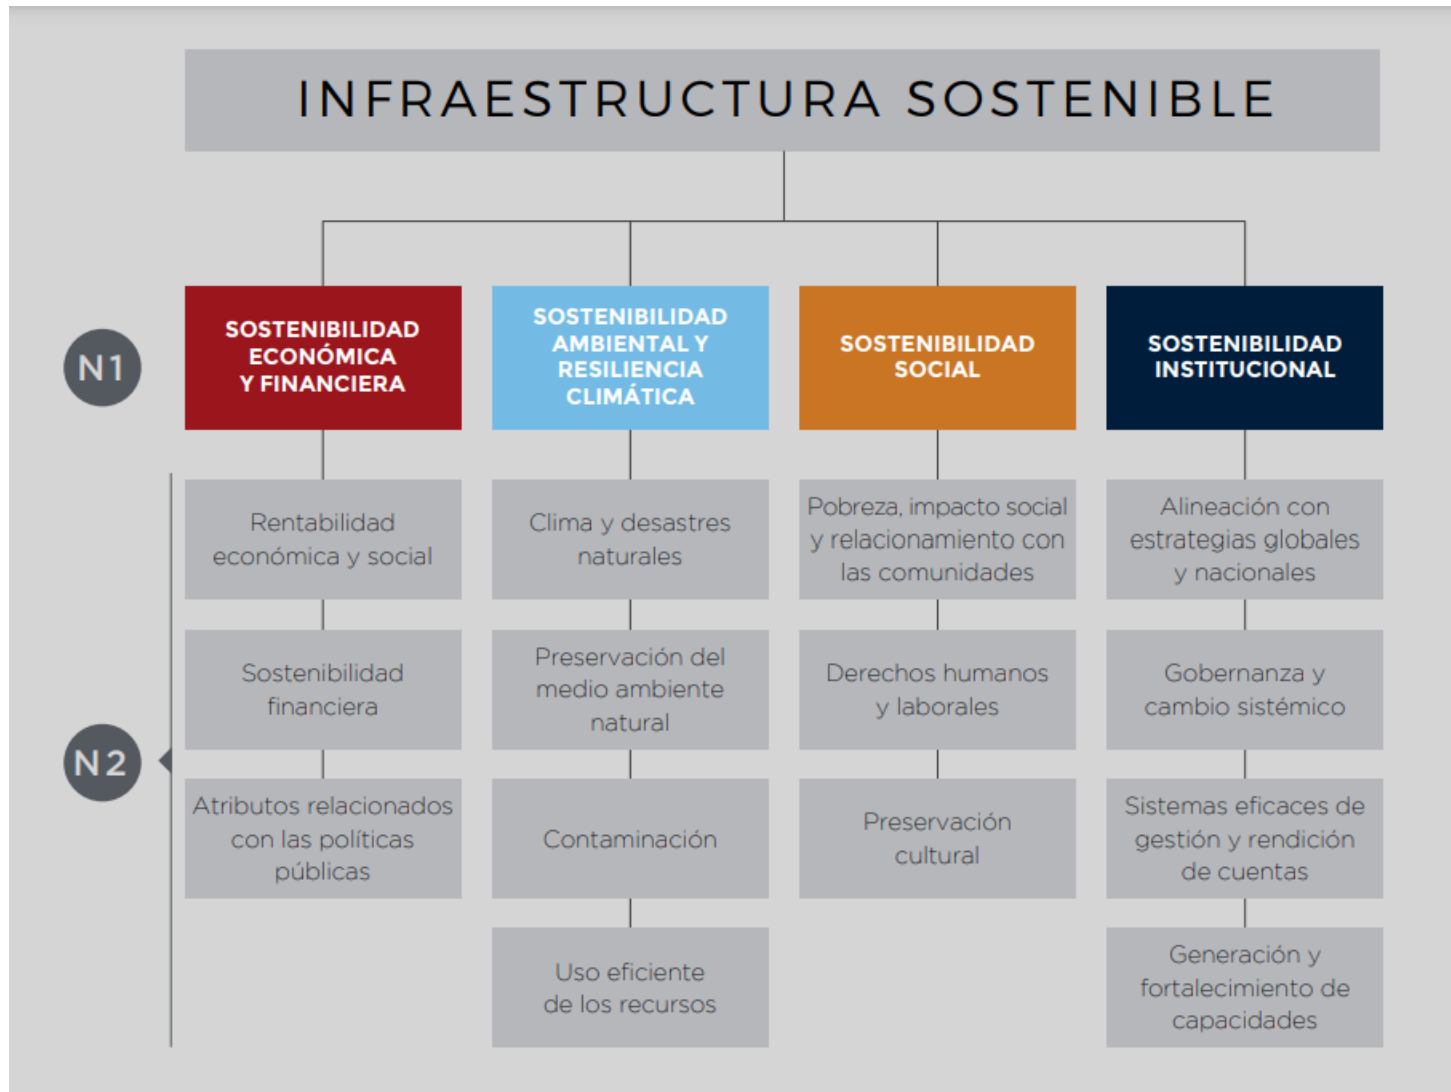 INFRAESTRUCTURA SOSTENIBLE
N1
SOSTENIBILIDAD
ECONÓMICA
Y FINANCIERA
SOSTENIBILIDAD
AMBIENTAL Y
RESILIENCIA
CLIMÁTICA
SOSTENIBILIDAD
SOCIAL
SOSTENIBILIDAD
INSTITUCIONAL
N2
Rentabilidad
económica y social
Sostenibilidad
financiera
Atributos relacionados
con las políticas
públicas
Clima y desastres
naturales
Preservación del
medio ambiente
natural
Contaminación
Uso eficiente
de los recursos
Pobreza, impacto social
y relacionamiento con
las comunidades
Derechos humanos
y laborales
Preservación
cultural
Alineación con
estrategias globales
y nacionales
Gobernanza y
cambio sistémico
Sistemas eficaces de
gestión y rendición
de cuentas
Generación y
fortalecimiento de
capacidades